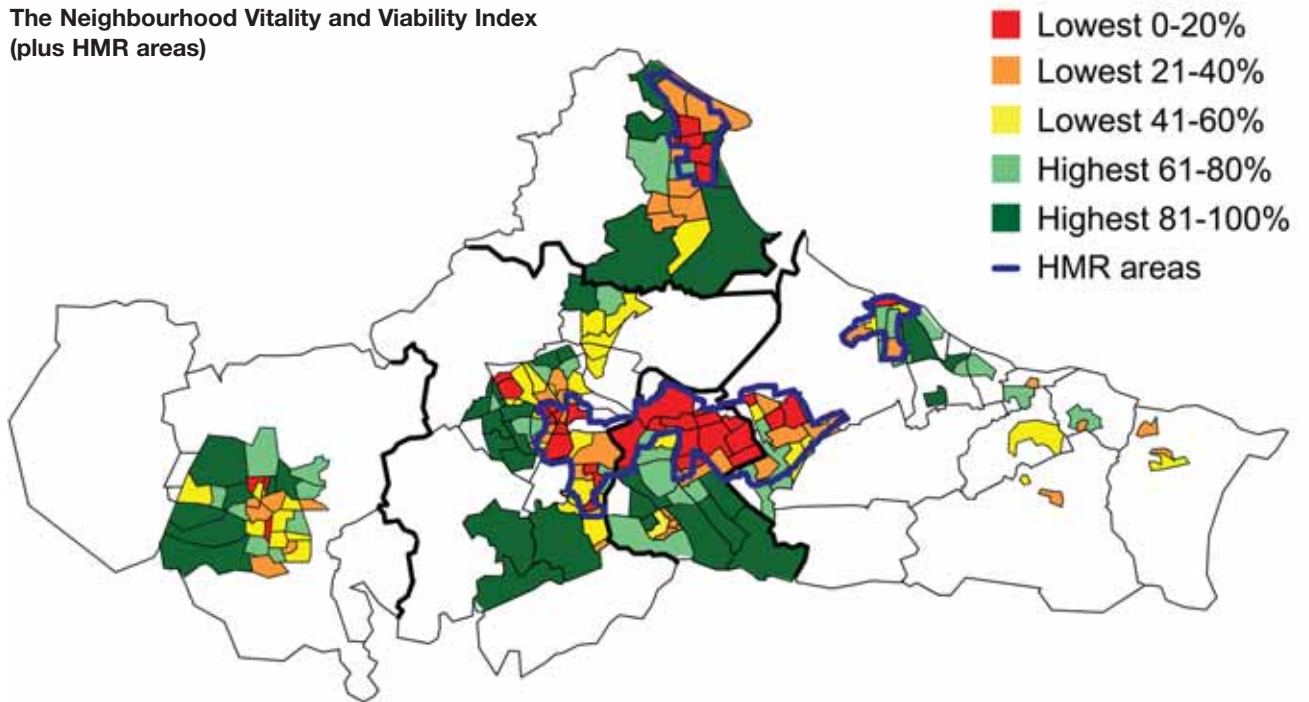 The Neighbourhood Vitality and Viability Index
(plus HMR areas)
Lowest 0-20%
Lowest 21-40%
Lowest 41-60%
Highest 61-80%
Highest 81-100%
HMR areas